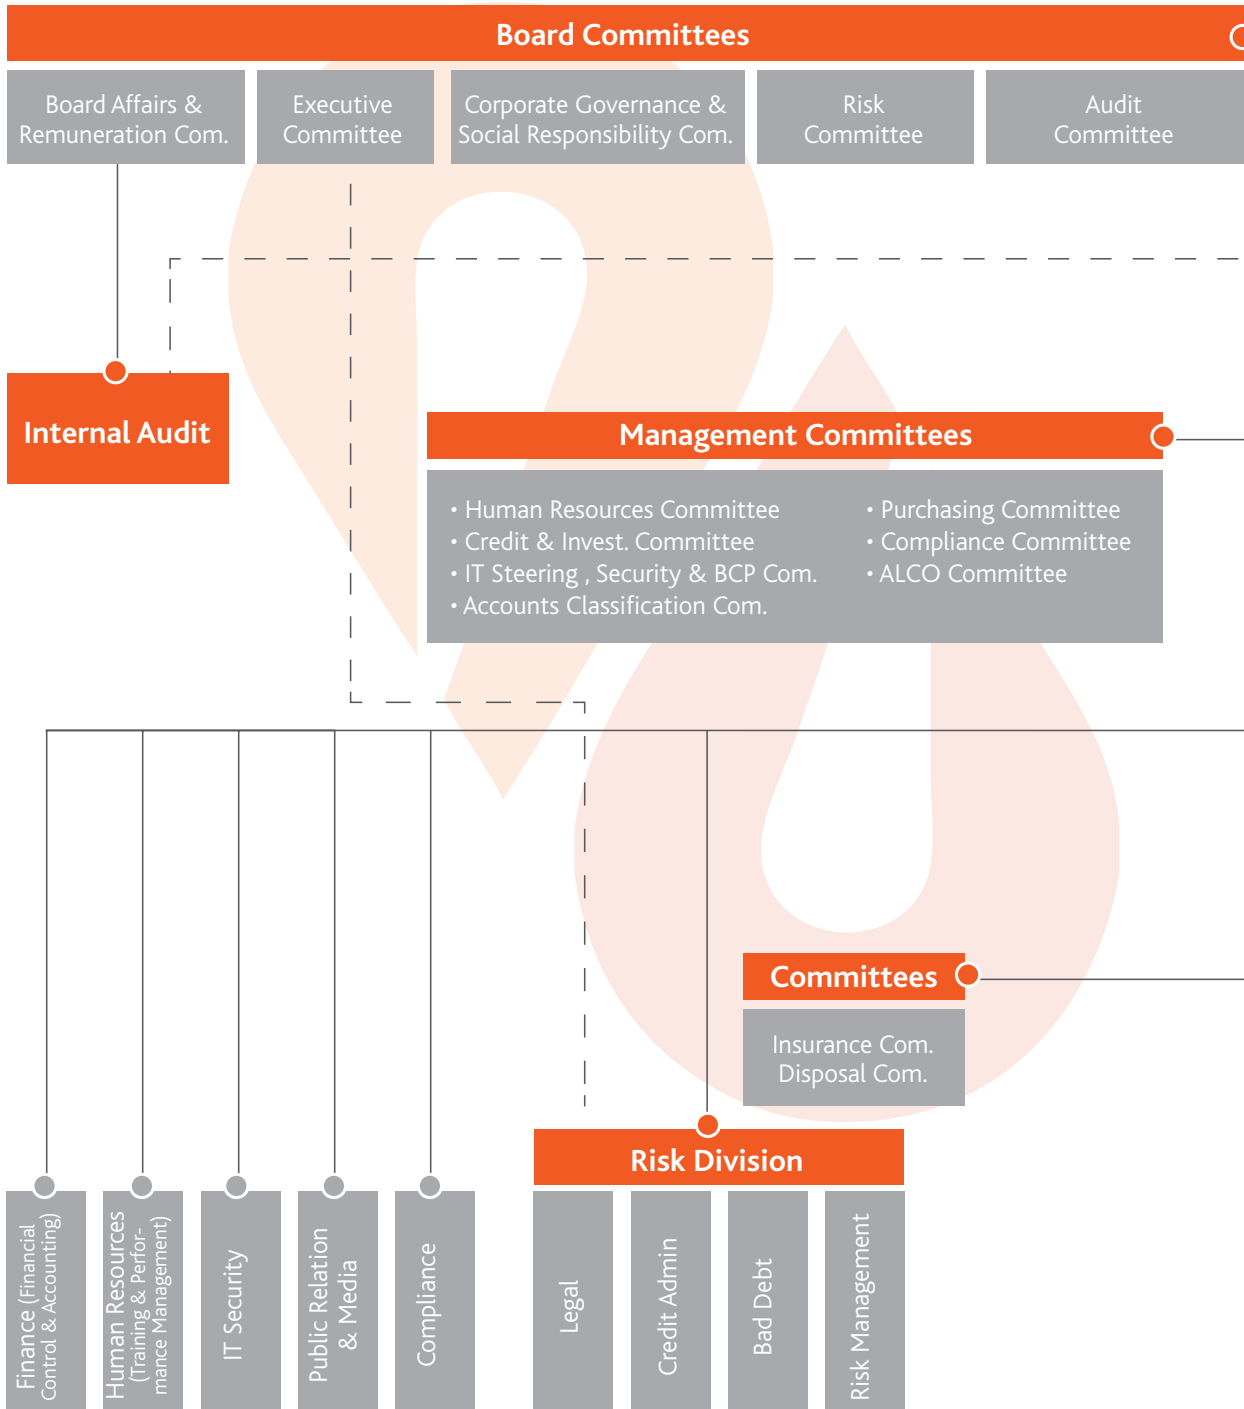 Board Committees
Board Affairs &
Remuneration Com.
Executive
Committee
Corporate Governance &
Social Responsibility Com.
Risk
Committee
Audit
Committee
Internal Audit
Management Committees
• Human Resources Committee
• Credit & Invest. Committee
• IT Steering , Security & BCP Com.
• Accounts Classification Com.
• Purchasing Committee
• Compliance Committee
• ALCO Committee
Committees
Insurance Com.
Disposal Com.
Risk Division
Finance (Financial
Control & Accounting)
Human Resources
(Training & Perfor-
mance Management)
IT Security
Public Relation
& Media
Compliance
Legal
Credit Admin
Bad Debt
Risk Management